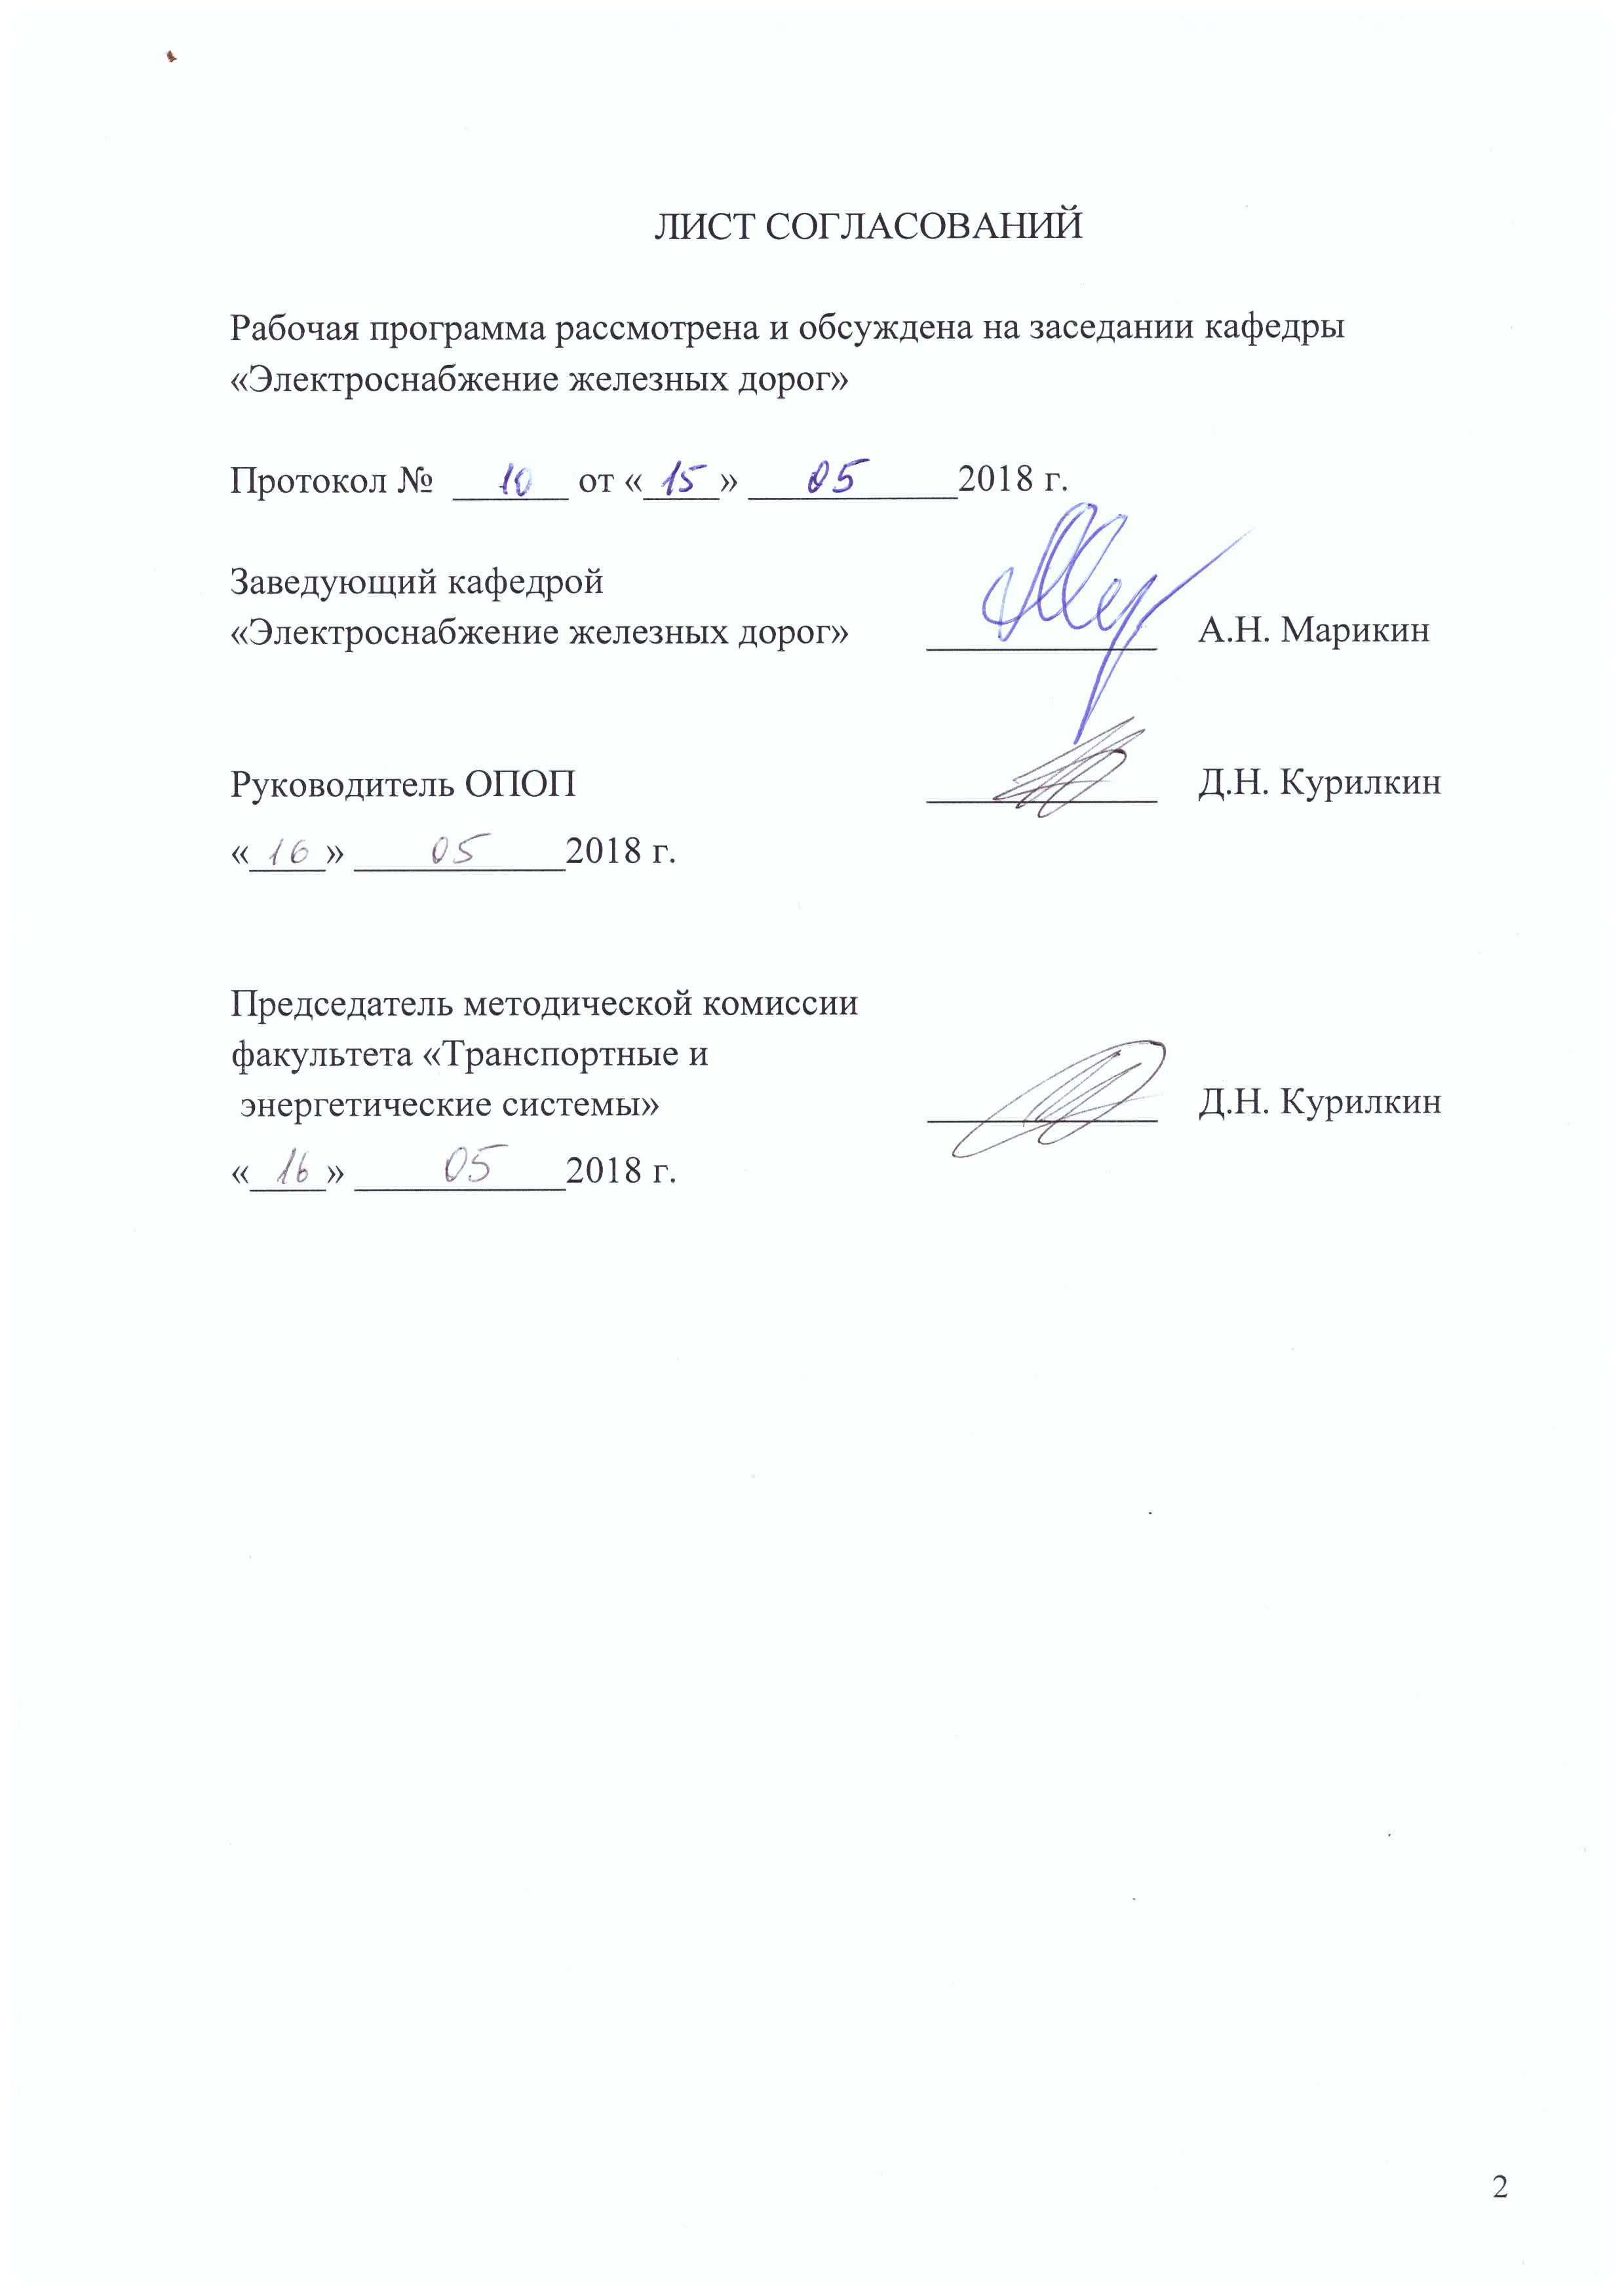 ЛИСТ СОГЛАСОВАНИЙ
Рабочая программа рассмотрена и обсуждена на заседании кафедры
«Электроснабжение железных дорог»
Протокол № 10 от «15» 05 2018 г.
Заведующий кафедрой
«Электроснабжение железных дорог» А.Н. Марикин
Руководитель ОПОП Д.Н. Курилкин
«16» 05 2018 г.
Председатель методической комиссии
факультета «Транспортные и
энергетические системы» Д.Н. Курилкин
«16» 05 2018 г.
2